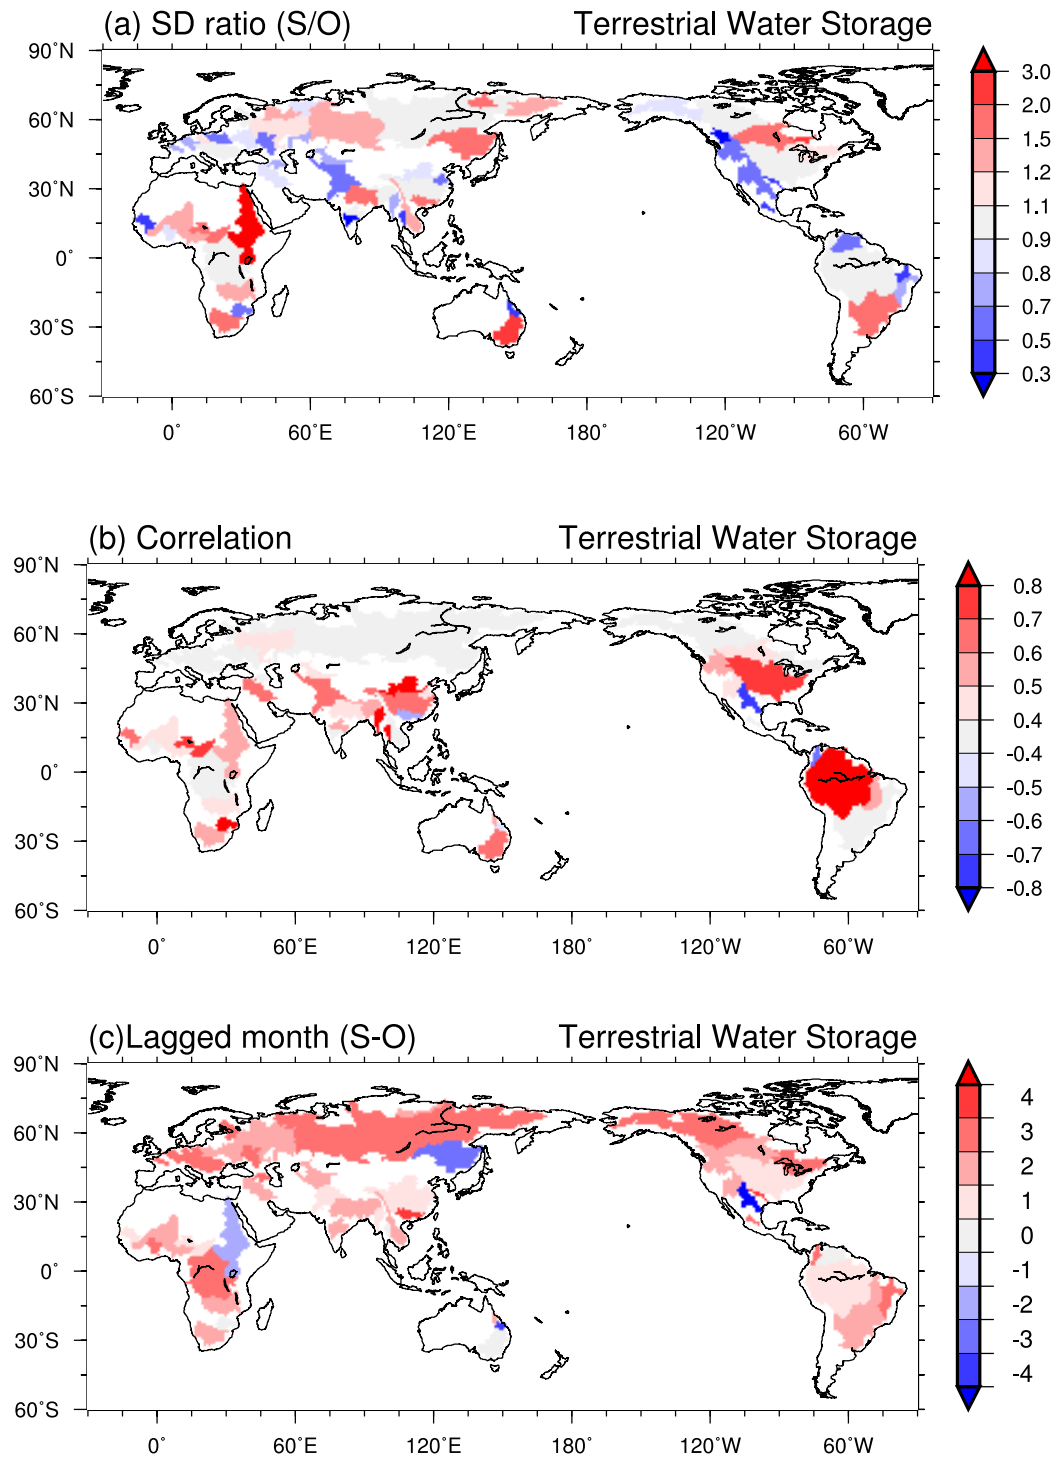 (a) SD ratio (S/O) Terrestrial Water Storage
90˚N
60˚N
30˚N
0˚
30˚S
60˚S
0˚ 60˚E 120˚E 180˚ 120˚W 60˚W
3.0
2.0
1.5
1.2
1.1
0.9
0.8
0.7
0.5
0.3
(b) Correlation Terrestrial Water Storage
90˚N
60˚N
30˚N
0˚
30˚S
60˚S
0˚ 60˚E 120˚E 180˚ 120˚W 60˚W
0.8
0.7
0.6
0.5
0.4
-0.4
-0.5
-0.6
-0.7
-0.8
(c)Lagged month (S-O) Terrestrial Water Storage
90˚N
60˚N
30˚N
0˚
30˚S
60˚S
0˚ 60˚E 120˚E 180˚ 120˚W 60˚W
4
3
2
1
0
-1
-2
-3
-4